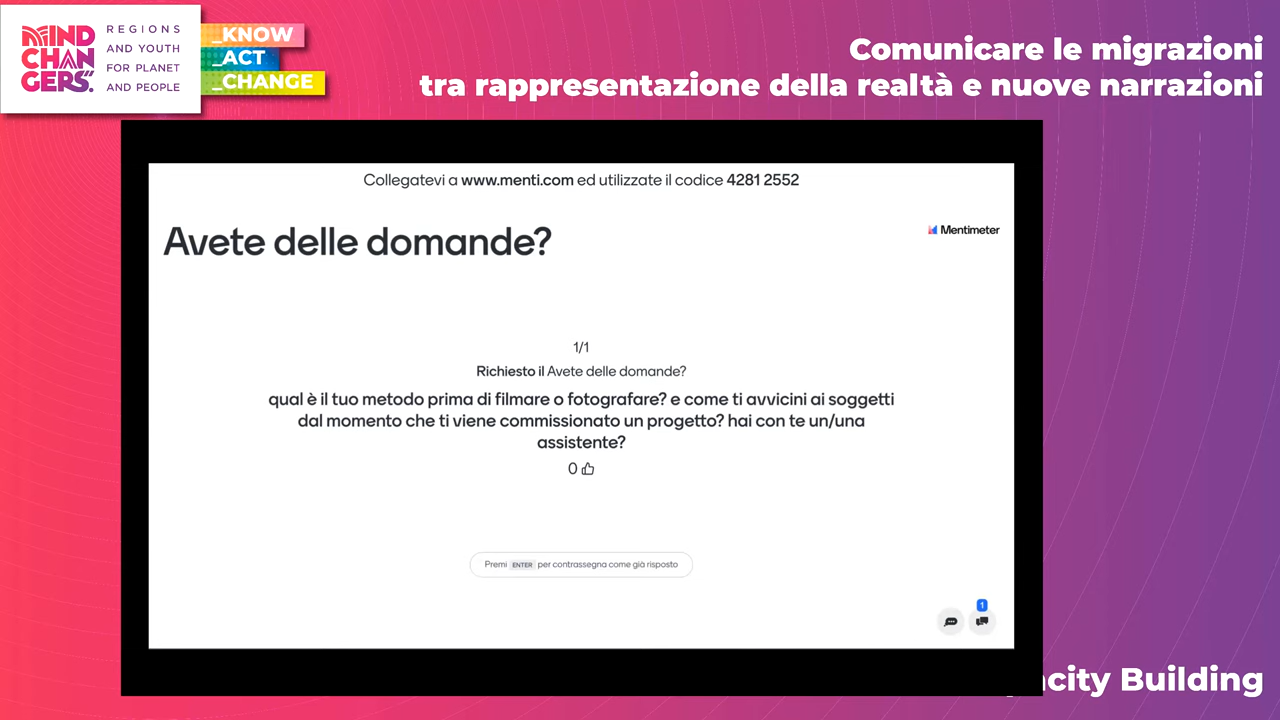 MIND
CHAN
GERS
REGIONS
AND YOUTH
FOR PLANET
AND PEOPLE
_KNOW
_ACT
_CHANGE
Comunicare le migrazioni
tra rappresentazione della realtà e nuove narrazioni
Collegatevi a www.menti.com ed utilizzate il codice 4281 2552
Avete delle domande?
Mentimeter
1/1
Richiesto il Avete delle domande?
qual è il tuo metodo prima di filmare o fotografare? e come ti avvicini ai soggetti
dal momento che ti viene commissionato un progetto? hai con te un/una
assistente?
0
Premi ENTER per contrassegna come già risposto
1
Building